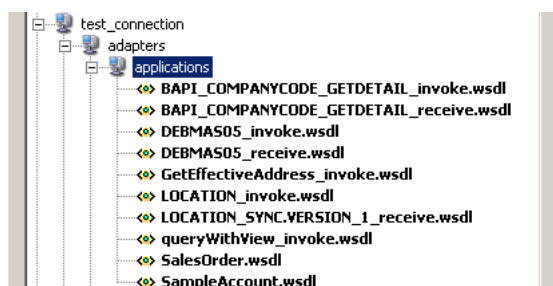 test_connection
adapters
applications
BAPI_COMPANYCODE_GETDETAIL_invoke.wsdl
BAPI_COMPANYCODE_GETDETAIL_receive.wsdl
DEBMAS05_invoke.wsdl
DEBMAS05_receive.wsdl
GetEffectiveAddress_invoke.wsdl
LOCATION_invoke.wsdl
LOCATION_SYNC.VERSION_1_receive.wsdl
queryWithView_invoke.wsdl
SalesOrder.wsdl
SampleAccount.wsdl